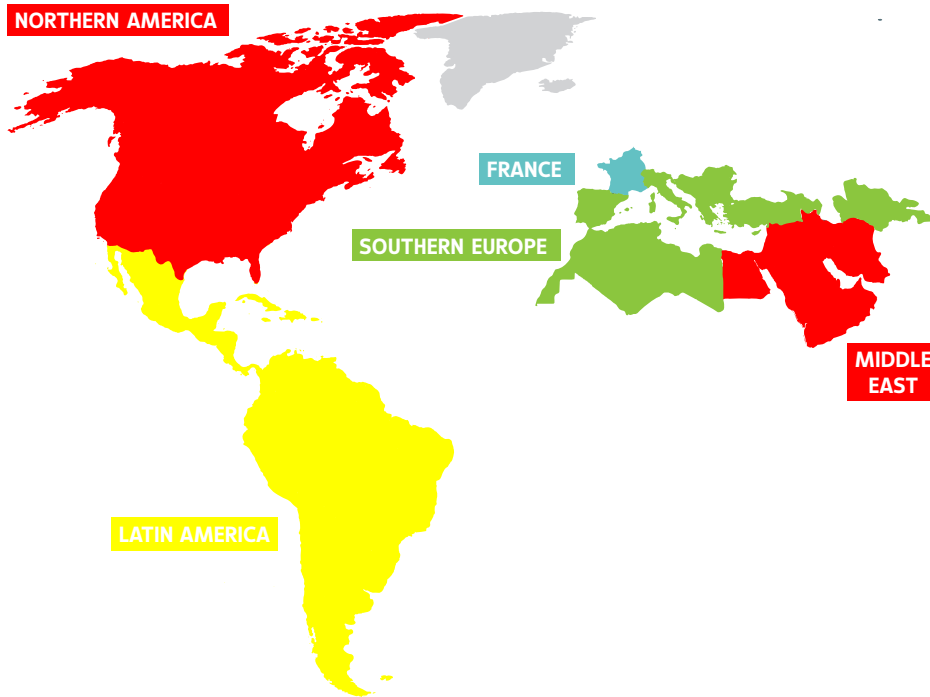 NORTHERN AMERICA
FRANCE
SOUTHERN EUROPE
MIDDLE
EAST
LATIN AMERICA